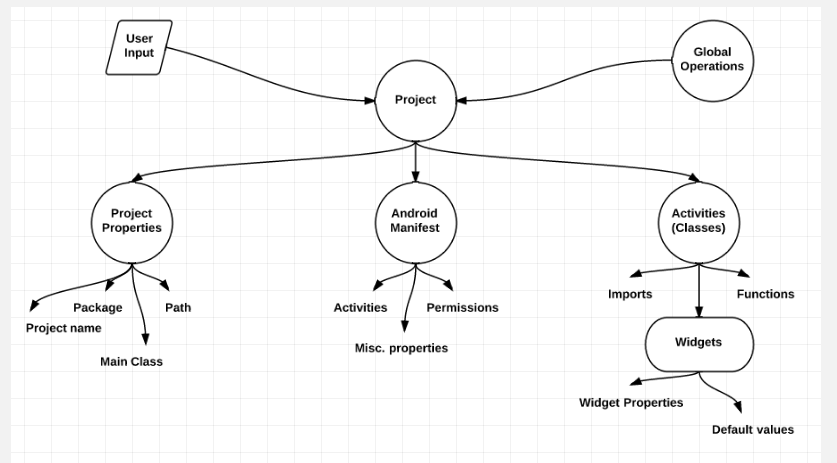 User
Input
Global
Operations
Project
Project
Properties
Android
Manifest
Activities
(Classes)
Package
Path
Project name
Main Class
Activities
Permissions
Misc. properties
Imports
Functions
Widgets
Widget Properties
Default values